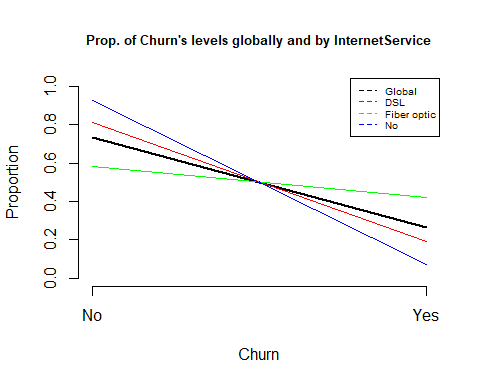 Prop. of Churn's levels globally and by InternetService
Global
DSL
Fiber optic
No
1.0
0.8
0.6
0.4
0.2
0.0
Proportion
No
Yes
Churn